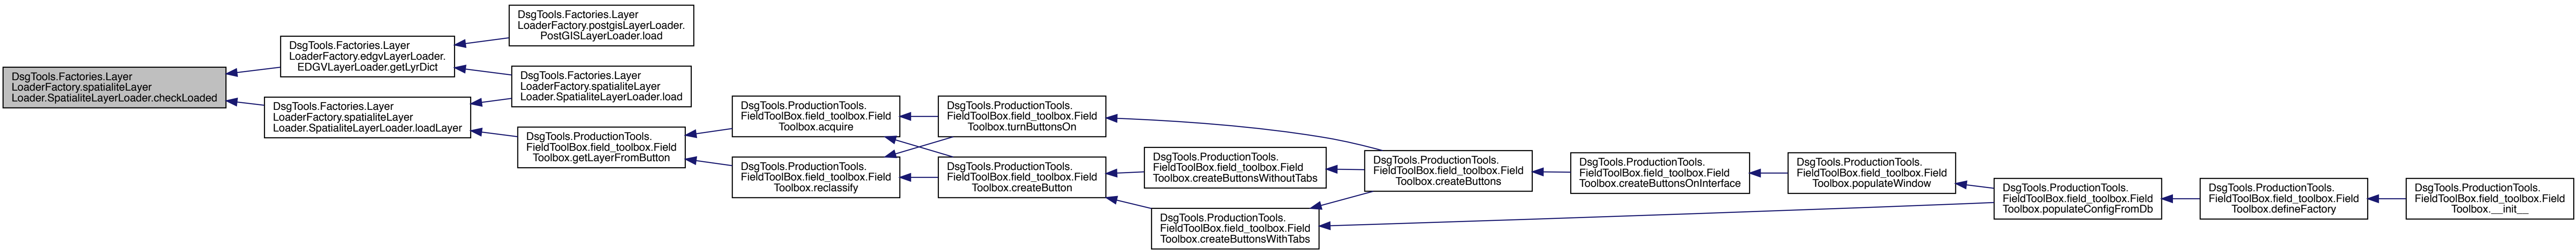 DsgTools.Factories.Layer
LoaderFactory.spatialiteLayer
Loader.SpatialiteLayerLoader.checkLoaded
DsgTools.Factories.Layer
LoaderFactory.edgvLayerLoader.
EDGVLayerLoader.getLyrDict
DsgTools.Factories.Layer
LoaderFactory.postgisLayerLoader.
PostGISLayerLoader.load
DsgTools.Factories.Layer
LoaderFactory.spatialiteLayer
Loader.SpatialiteLayerLoader.load
DsgTools.Factories.Layer
LoaderFactory.spatialiteLayer
Loader.SpatialiteLayerLoader.loadLayer
DsgTools.ProductionTools.
FieldToolBox.field_toolbox.Field
Toolbox.getLayerFromButton
DsgTools.ProductionTools.
FieldToolBox.field_toolbox.Field
Toolbox.acquire
DsgTools.ProductionTools.
FieldToolBox.field_toolbox.Field
Toolbox.reclassify
DsgTools.ProductionTools.
FieldToolBox.field_toolbox.Field
Toolbox.turnButtonsOn
DsgTools.ProductionTools.
FieldToolBox.field_toolbox.Field
Toolbox.createButton
DsgTools.ProductionTools.
FieldToolBox.field_toolbox.Field
Toolbox.createButtonsWithoutTabs
DsgTools.ProductionTools.
FieldToolBox.field_toolbox.Field
Toolbox.createButtonsWithTabs
DsgTools.ProductionTools.
FieldToolBox.field_toolbox.Field
Toolbox.createButtons
DsgTools.ProductionTools.
FieldToolBox.field_toolbox.Field
Toolbox.createButtonsOnInterface
DsgTools.ProductionTools.
FieldToolBox.field_toolbox.Field
Toolbox.populateWindow
DsgTools.ProductionTools.
FieldToolBox.field_toolbox.Field
Toolbox.populateConfigFromDb
DsgTools.ProductionTools.
FieldToolBox.field_toolbox.Field
Toolbox.defineFactory
DsgTools.ProductionTools.
FieldToolBox.field_toolbox.Field
Toolbox.__init__